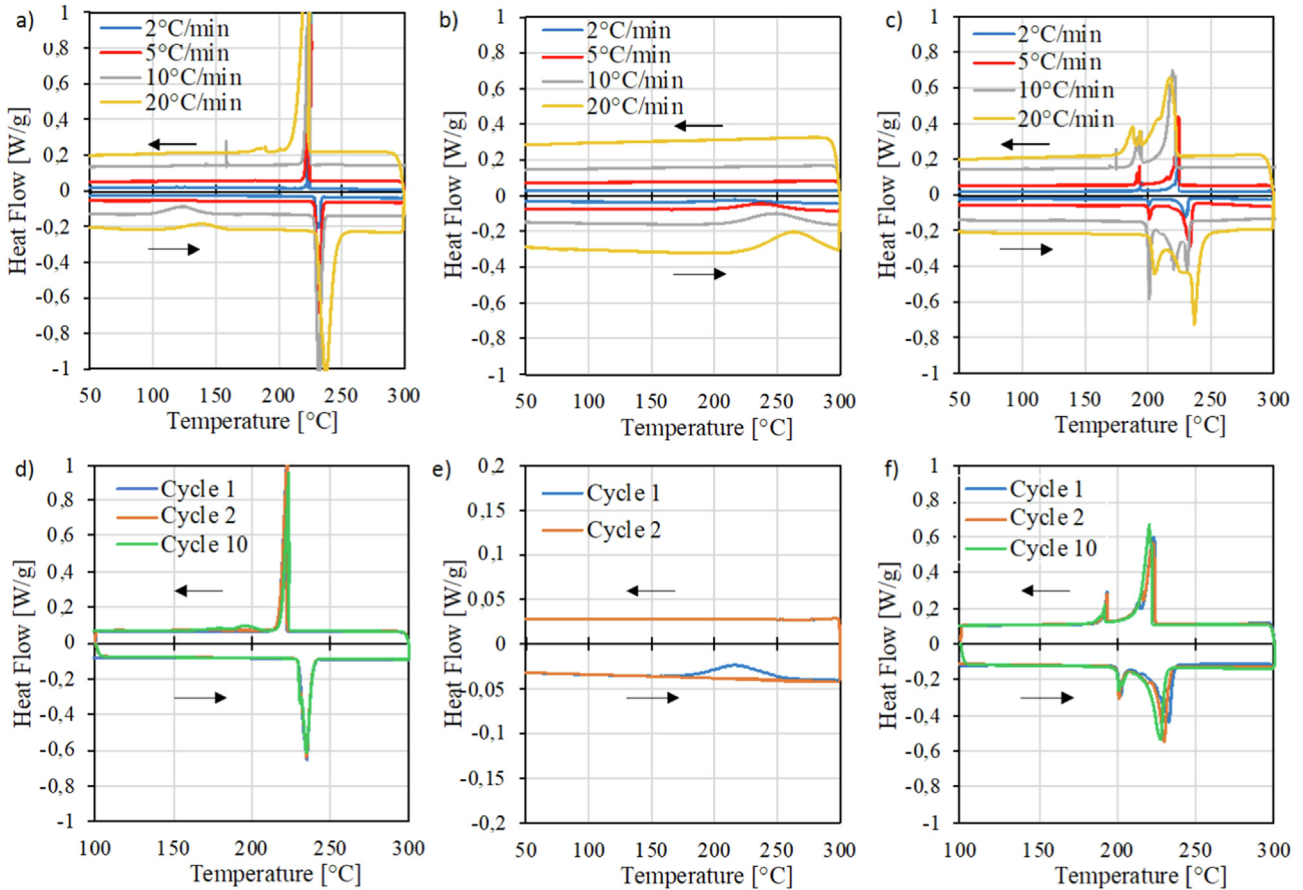 a)
2°C/min
5°C/min
10°C/min
20°C/min
Heat Flow [W/g]
1
0,8
0,6
0,4
0,2
0
-0,2
-0,4
-0,6
-0,8
-1
50 100 150 200 250 300
Temperature [°C]
b)
2°C/min
5°C/min
10°C/min
20°C/min
Heat Flow [W/g]
1
0,8
0,6
0,4
0,2
0
-0,2
-0,4
-0,6
-0,8
-1
50 100 150 200 250 300
Temperature [°C]
c)
2°C/min
5°C/min
10°C/min
20°C/min
Heat Flow [W/g]
1
0,8
0,6
0,4
0,2
0
-0,2
-0,4
-0,6
-0,8
-1
50 100 150 200 250 300
Temperature [°C]
d)
Cycle 1
Cycle 2
Cycle 10
Heat Flow [W/g]
1
0,8
0,6
0,4
0,2
0
-0,2
-0,4
-0,6
-0,8
-1
100 150 200 250 300
Temperature [°C]
e)
Cycle 1
Cycle 2
Heat Flow [W/g]
0,2
0,15
0,1
0,05
0
-0,05
-0,1
-0,15
-0,2
50 100 150 200 250 300
Temperature [°C]
f)
Cycle 1
Cycle 2
Cycle 10
Heat Flow [W/g]
1
0,8
0,6
0,4
0,2
0
-0,2
-0,4
-0,6
-0,8
-1
100 150 200 250 300
Temperature [°C]